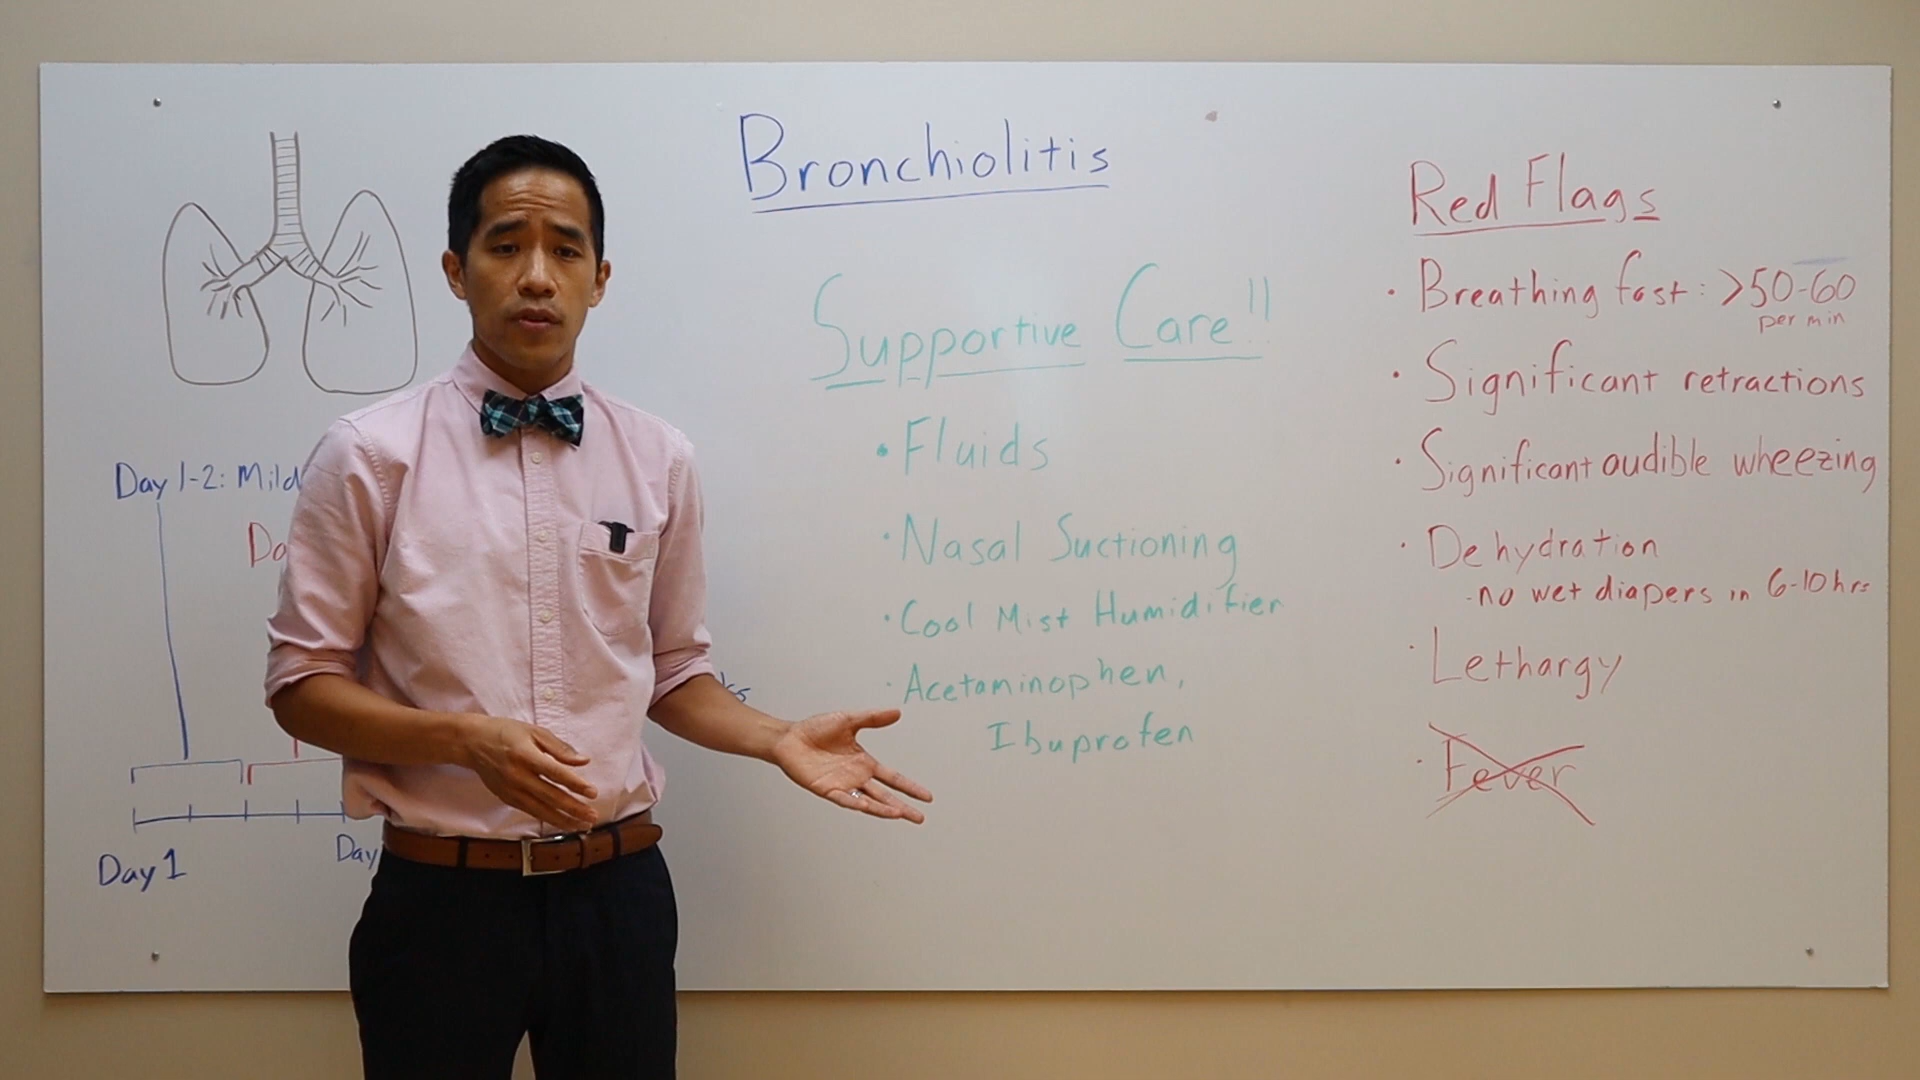 Bronchiolitis
Day 1-2: Mild
Day 1
Day
Supportive Care!!
• Fluids
• Nasal Suctioning
• Cool Mist Humidifier
• Acetaminophen,
Ibuprofen
Red Flags
• Breathing fast: >50-60
per min
• Significant retractions
• Significant audible wheezing
• Dehydration
- no wet diapers in 6-10 hrs
• Lethargy
• Fever